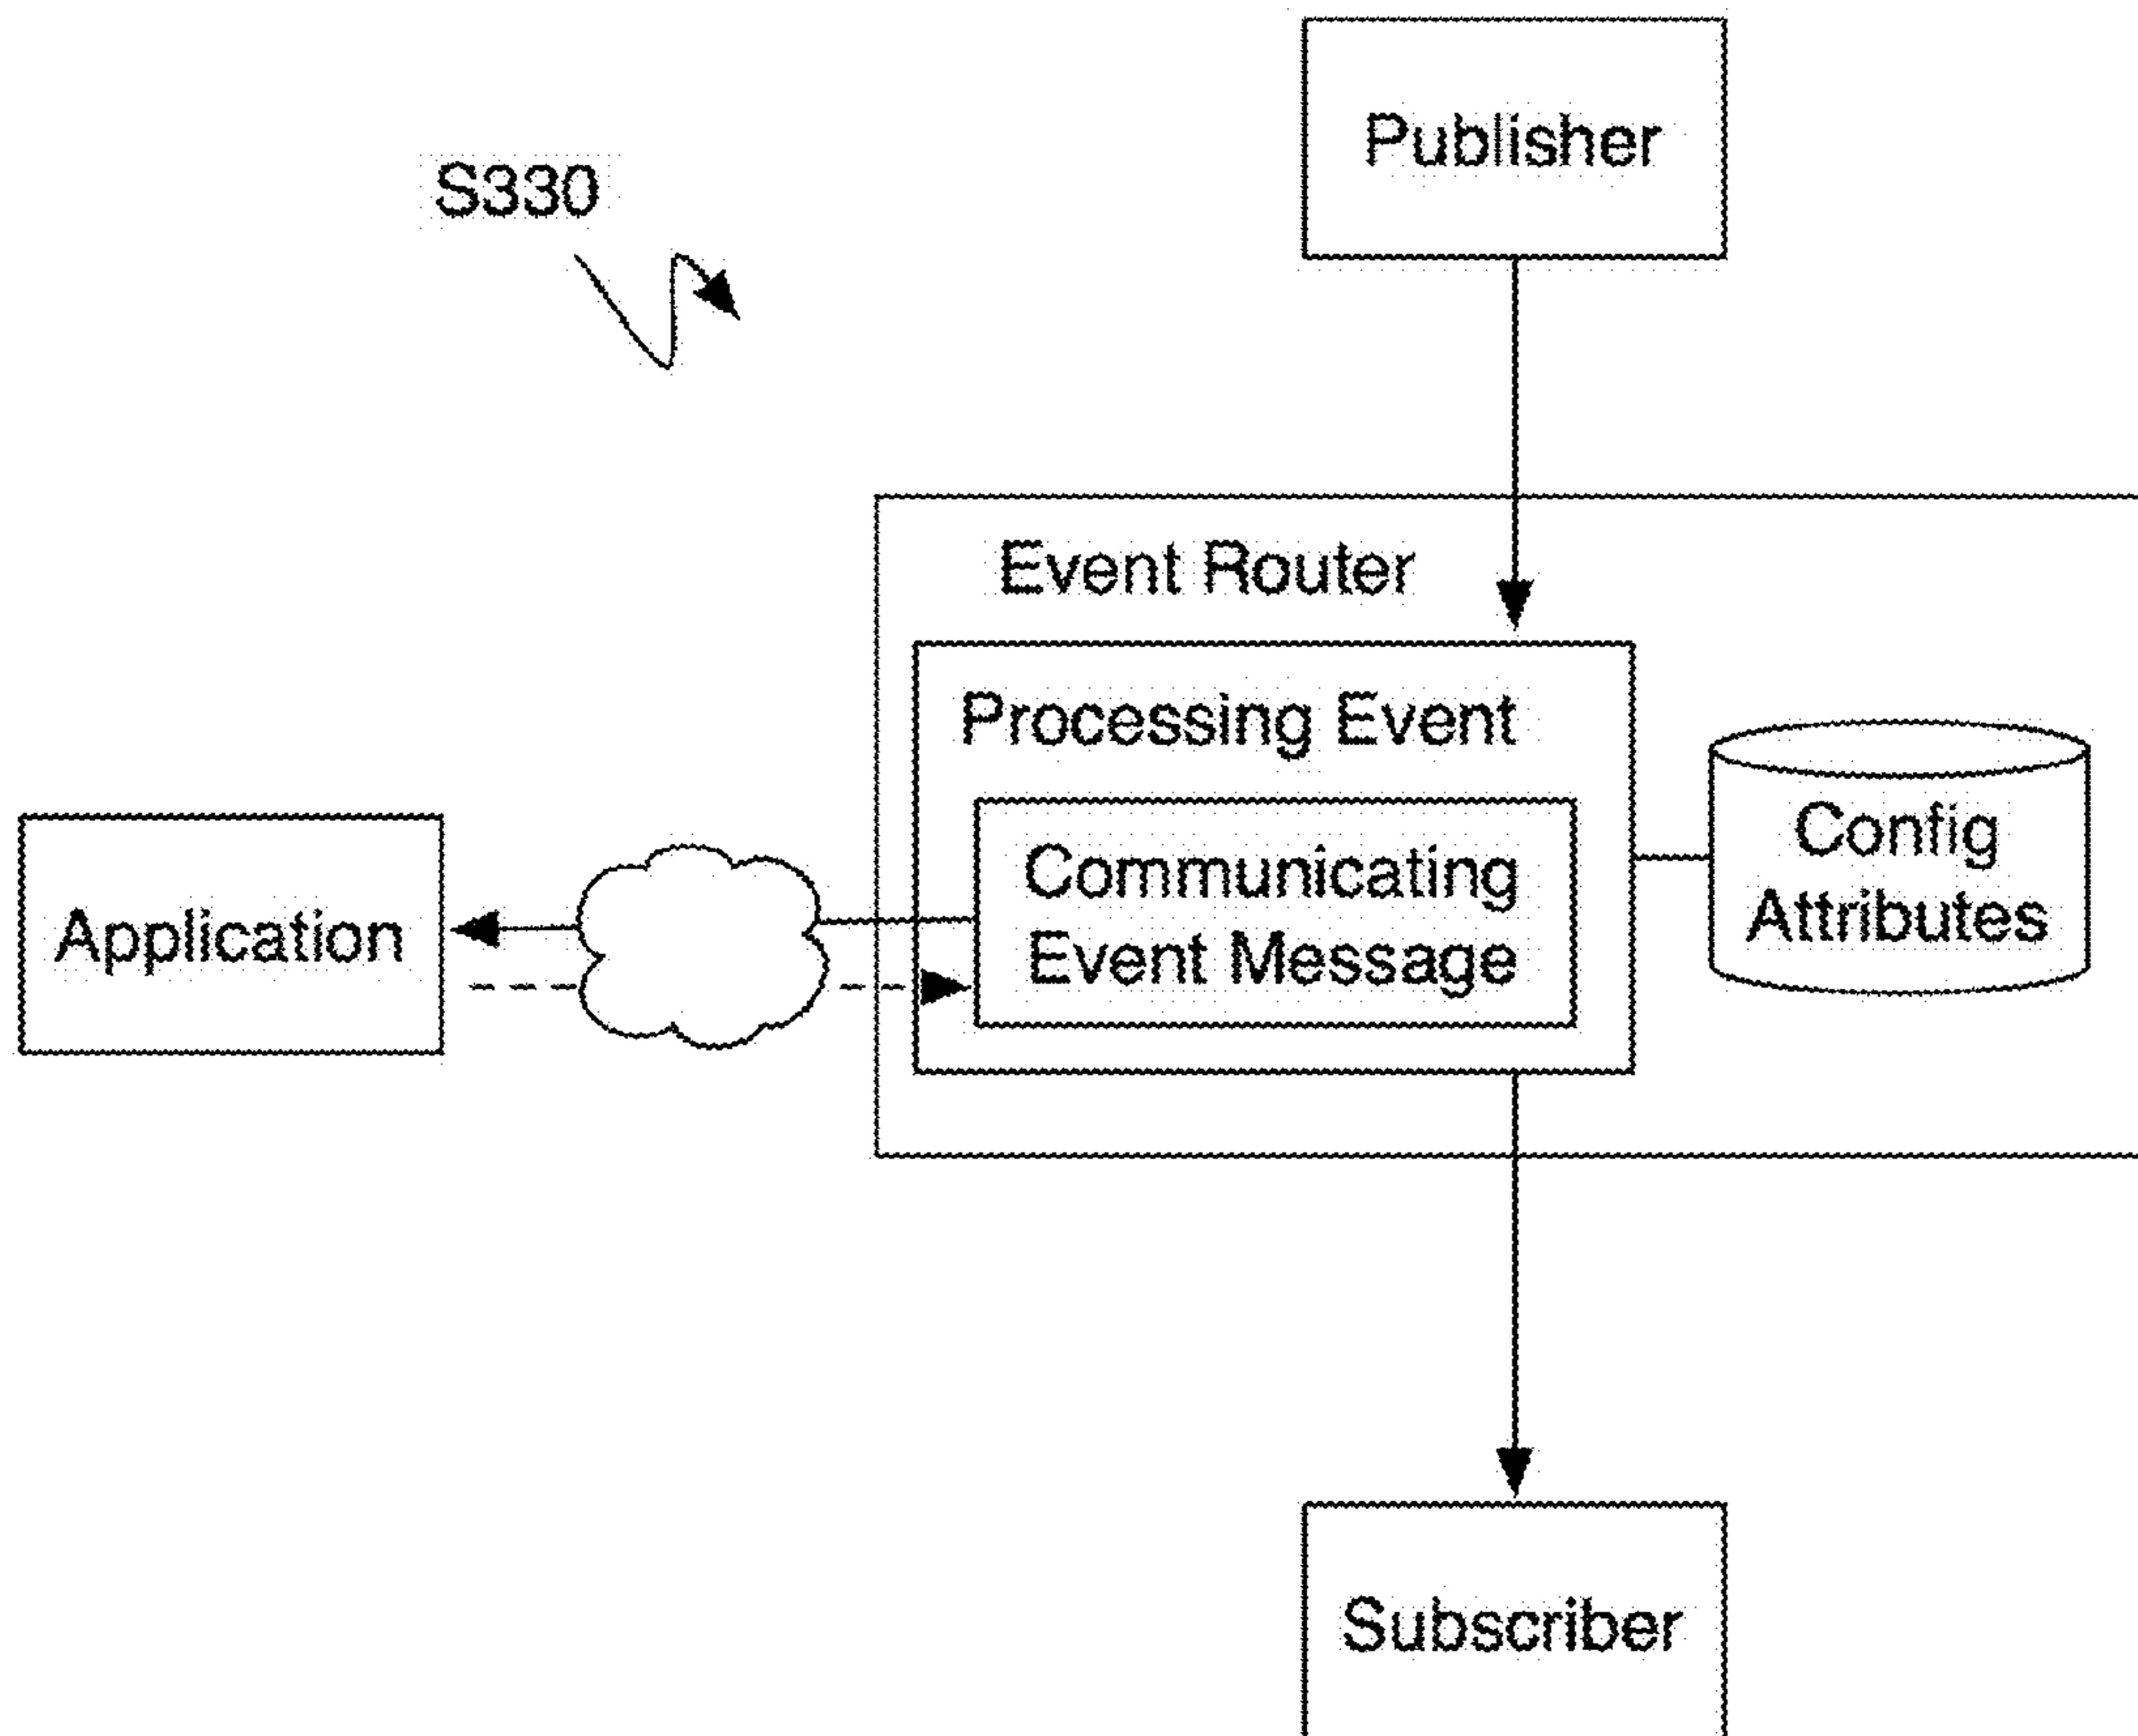 Publisher
S330
Event Router
Processing Event
Config
Attributes
Communicating
Event Message
Application
Subscriber